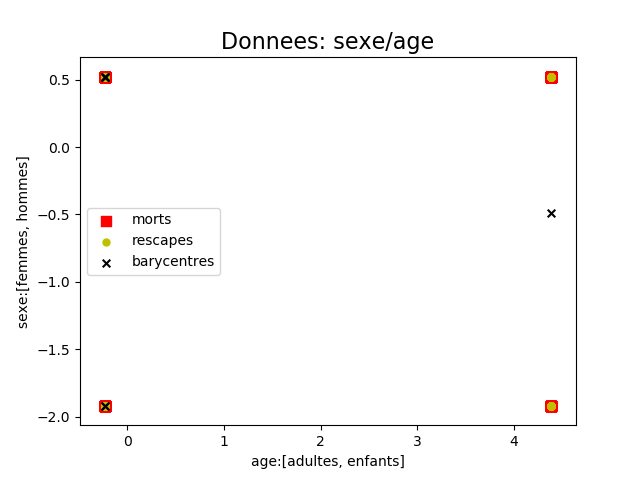 Donnees: sexe/age
sexe:[femmes, hommes]
0.5
0.0
−0.5
−1.0
−1.5
−2.0
morts
rescapes
barycentres
0 1 2 3 4
age:[adultes, enfants]